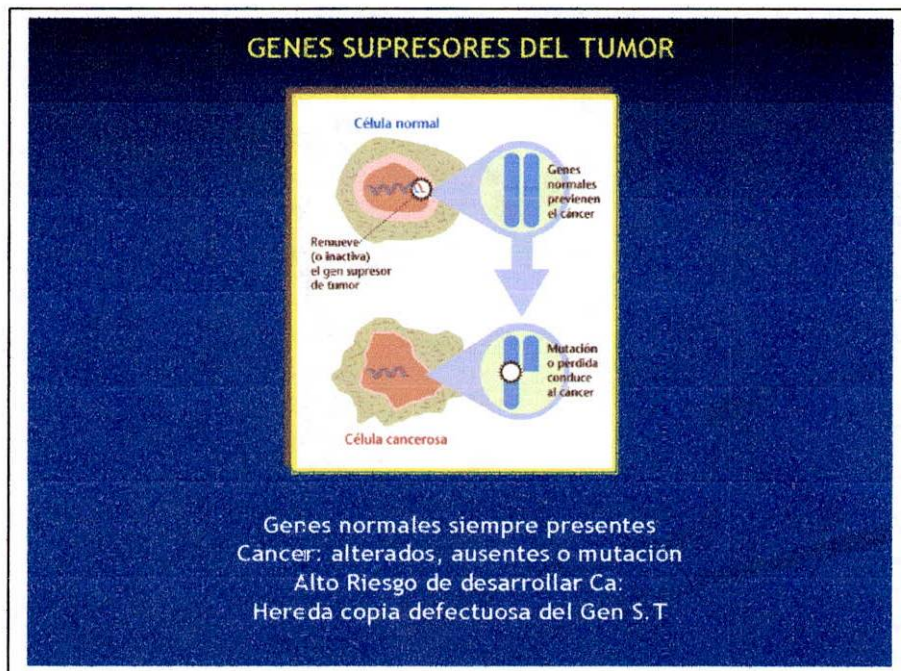 GENES SUPRESORES DEL TUMOR
Célula normal
Genes
normales
previenen
el cáncer
Remueve
(o inactiva)
el gen supresor
de tumor
Mutación
o perdida
conduce
al cancer
Célula cancerosa
Genes normales siempre presentes
Cancer: alterados, ausentes o mutación
Alto Riesgo de desarrollar Ca:
Hereda copia defectuosa del Gen S.T